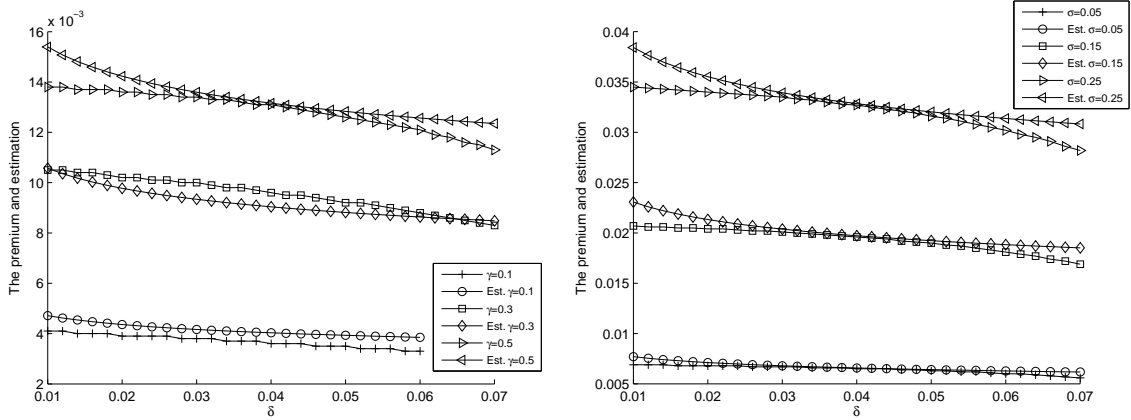 x 10⁻³
16
14
12
10
8
6
4
2
0.01 0.02 0.03 0.04 0.05 0.06 0.07
δ
The premium and estimation
γ=0.1
Est. γ=0.1
γ=0.3
Est. γ=0.3
γ=0.5
Est. γ=0.5
0.04
0.035
0.03
0.025
0.02
0.015
0.01
0.005
0.01 0.02 0.03 0.04 0.05 0.06 0.07
δ
The premium and estimation
σ=0.05
Est. σ=0.05
σ=0.15
Est. σ=0.15
σ=0.25
Est. σ=0.25